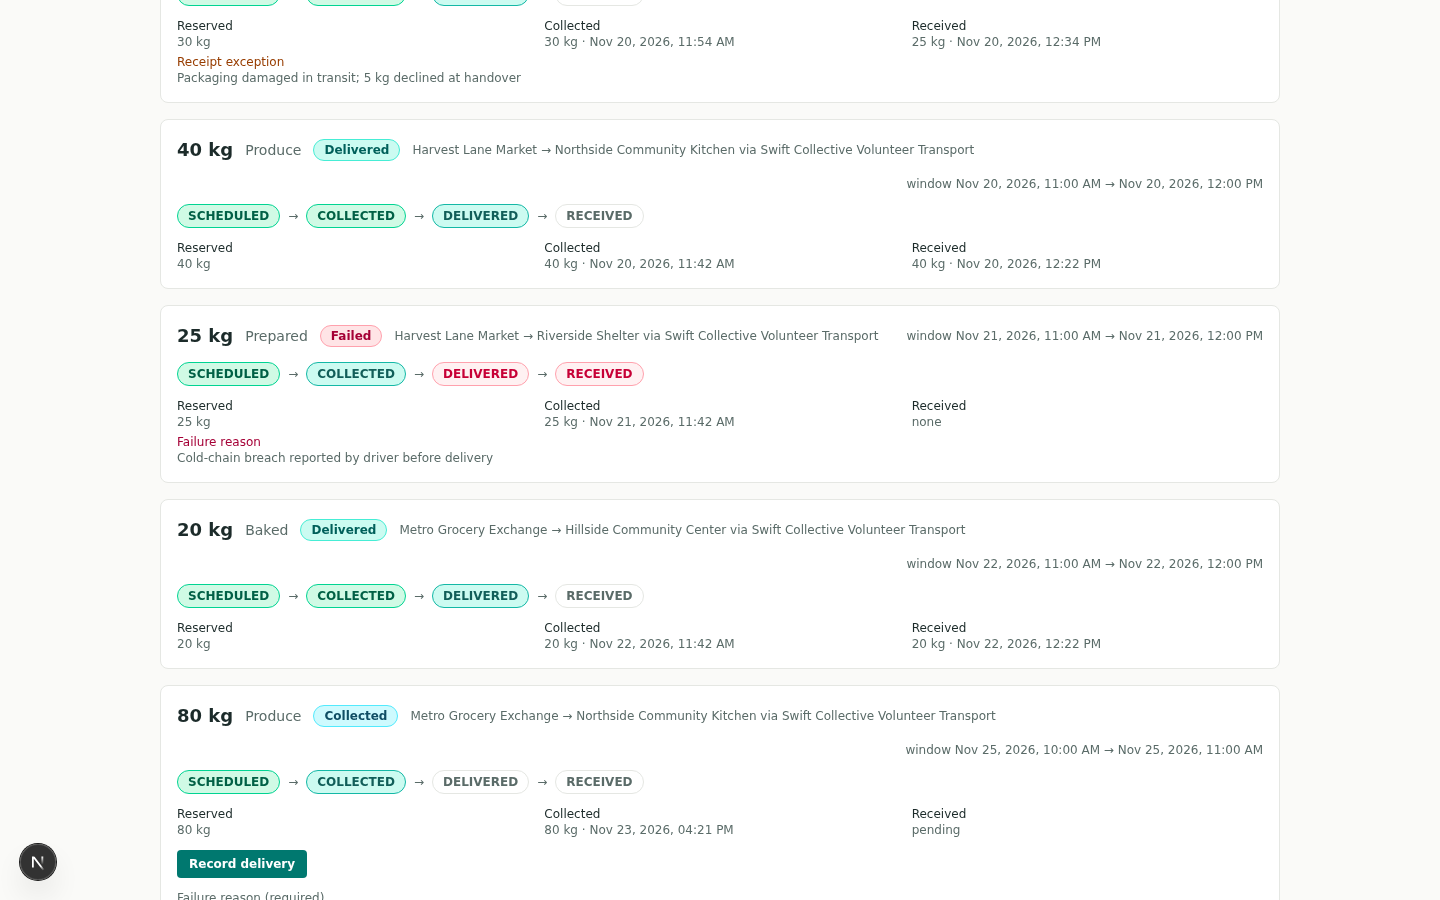 Reserved Collected Received
30 kg 30 kg · Nov 20, 2026, 11:54 AM 25 kg · Nov 20, 2026, 12:34 PM
Receipt exception
Packaging damaged in transit; 5 kg declined at handover
40 kg Produce Delivered Harvest Lane Market → Northside Community Kitchen via Swift Collective Volunteer Transport
window Nov 20, 2026, 11:00 AM → Nov 20, 2026, 12:00 PM
SCHEDULED → COLLECTED → DELIVERED → RECEIVED
Reserved Collected Received
40 kg 40 kg · Nov 20, 2026, 11:42 AM 40 kg · Nov 20, 2026, 12:22 PM
25 kg Prepared Failed Harvest Lane Market → Riverside Shelter via Swift Collective Volunteer Transport window Nov 21, 2026, 11:00 AM → Nov 21, 2026, 12:00 PM
SCHEDULED → COLLECTED → DELIVERED → RECEIVED
Reserved Collected Received
25 kg 25 kg · Nov 21, 2026, 11:42 AM none
Failure reason
Cold-chain breach reported by driver before delivery
20 kg Baked Delivered Metro Grocery Exchange → Hillside Community Center via Swift Collective Volunteer Transport
window Nov 22, 2026, 11:00 AM → Nov 22, 2026, 12:00 PM
SCHEDULED → COLLECTED → DELIVERED → RECEIVED
Reserved Collected Received
20 kg 20 kg · Nov 22, 2026, 11:42 AM 20 kg · Nov 22, 2026, 12:22 PM
80 kg Produce Collected Metro Grocery Exchange → Northside Community Kitchen via Swift Collective Volunteer Transport
window Nov 25, 2026, 10:00 AM → Nov 25, 2026, 11:00 AM
SCHEDULED → COLLECTED → DELIVERED → RECEIVED
Reserved Collected Received
80 kg 80 kg · Nov 23, 2026, 04:21 PM pending
Record delivery
Failure reason (required)
N